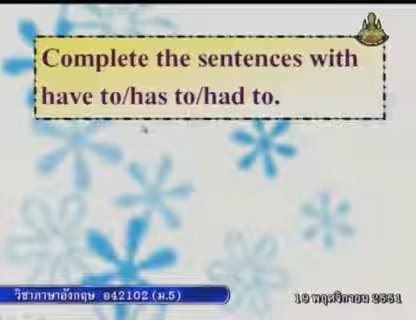 Complete the sentences with
have to/has to/had to.
วิชาภาษาอังกฤษ อ42102 (ม.5)
19 พฤศจิกายน 2551